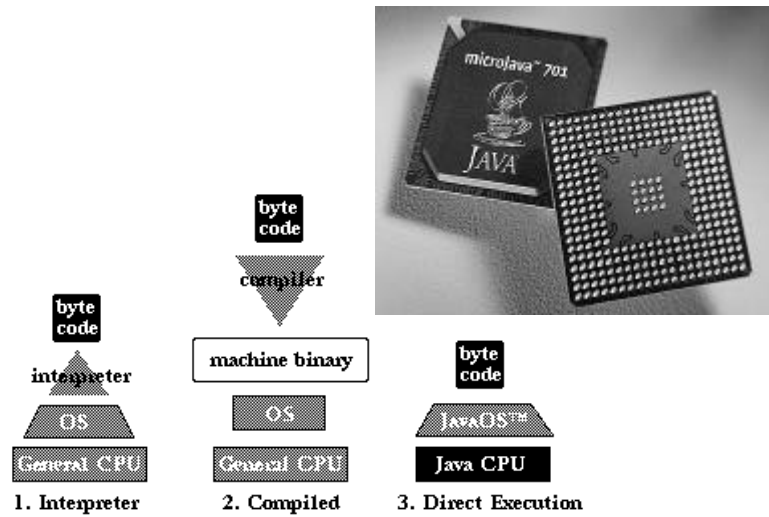 microJava™ 701
JAVA
byte
code
interpreter
OS
General CPU
1. Interpreter
byte
code
compiler
machine binary
OS
General CPU
2. Compiled
byte
code
JavaOS™
Java CPU
3. Direct Execution